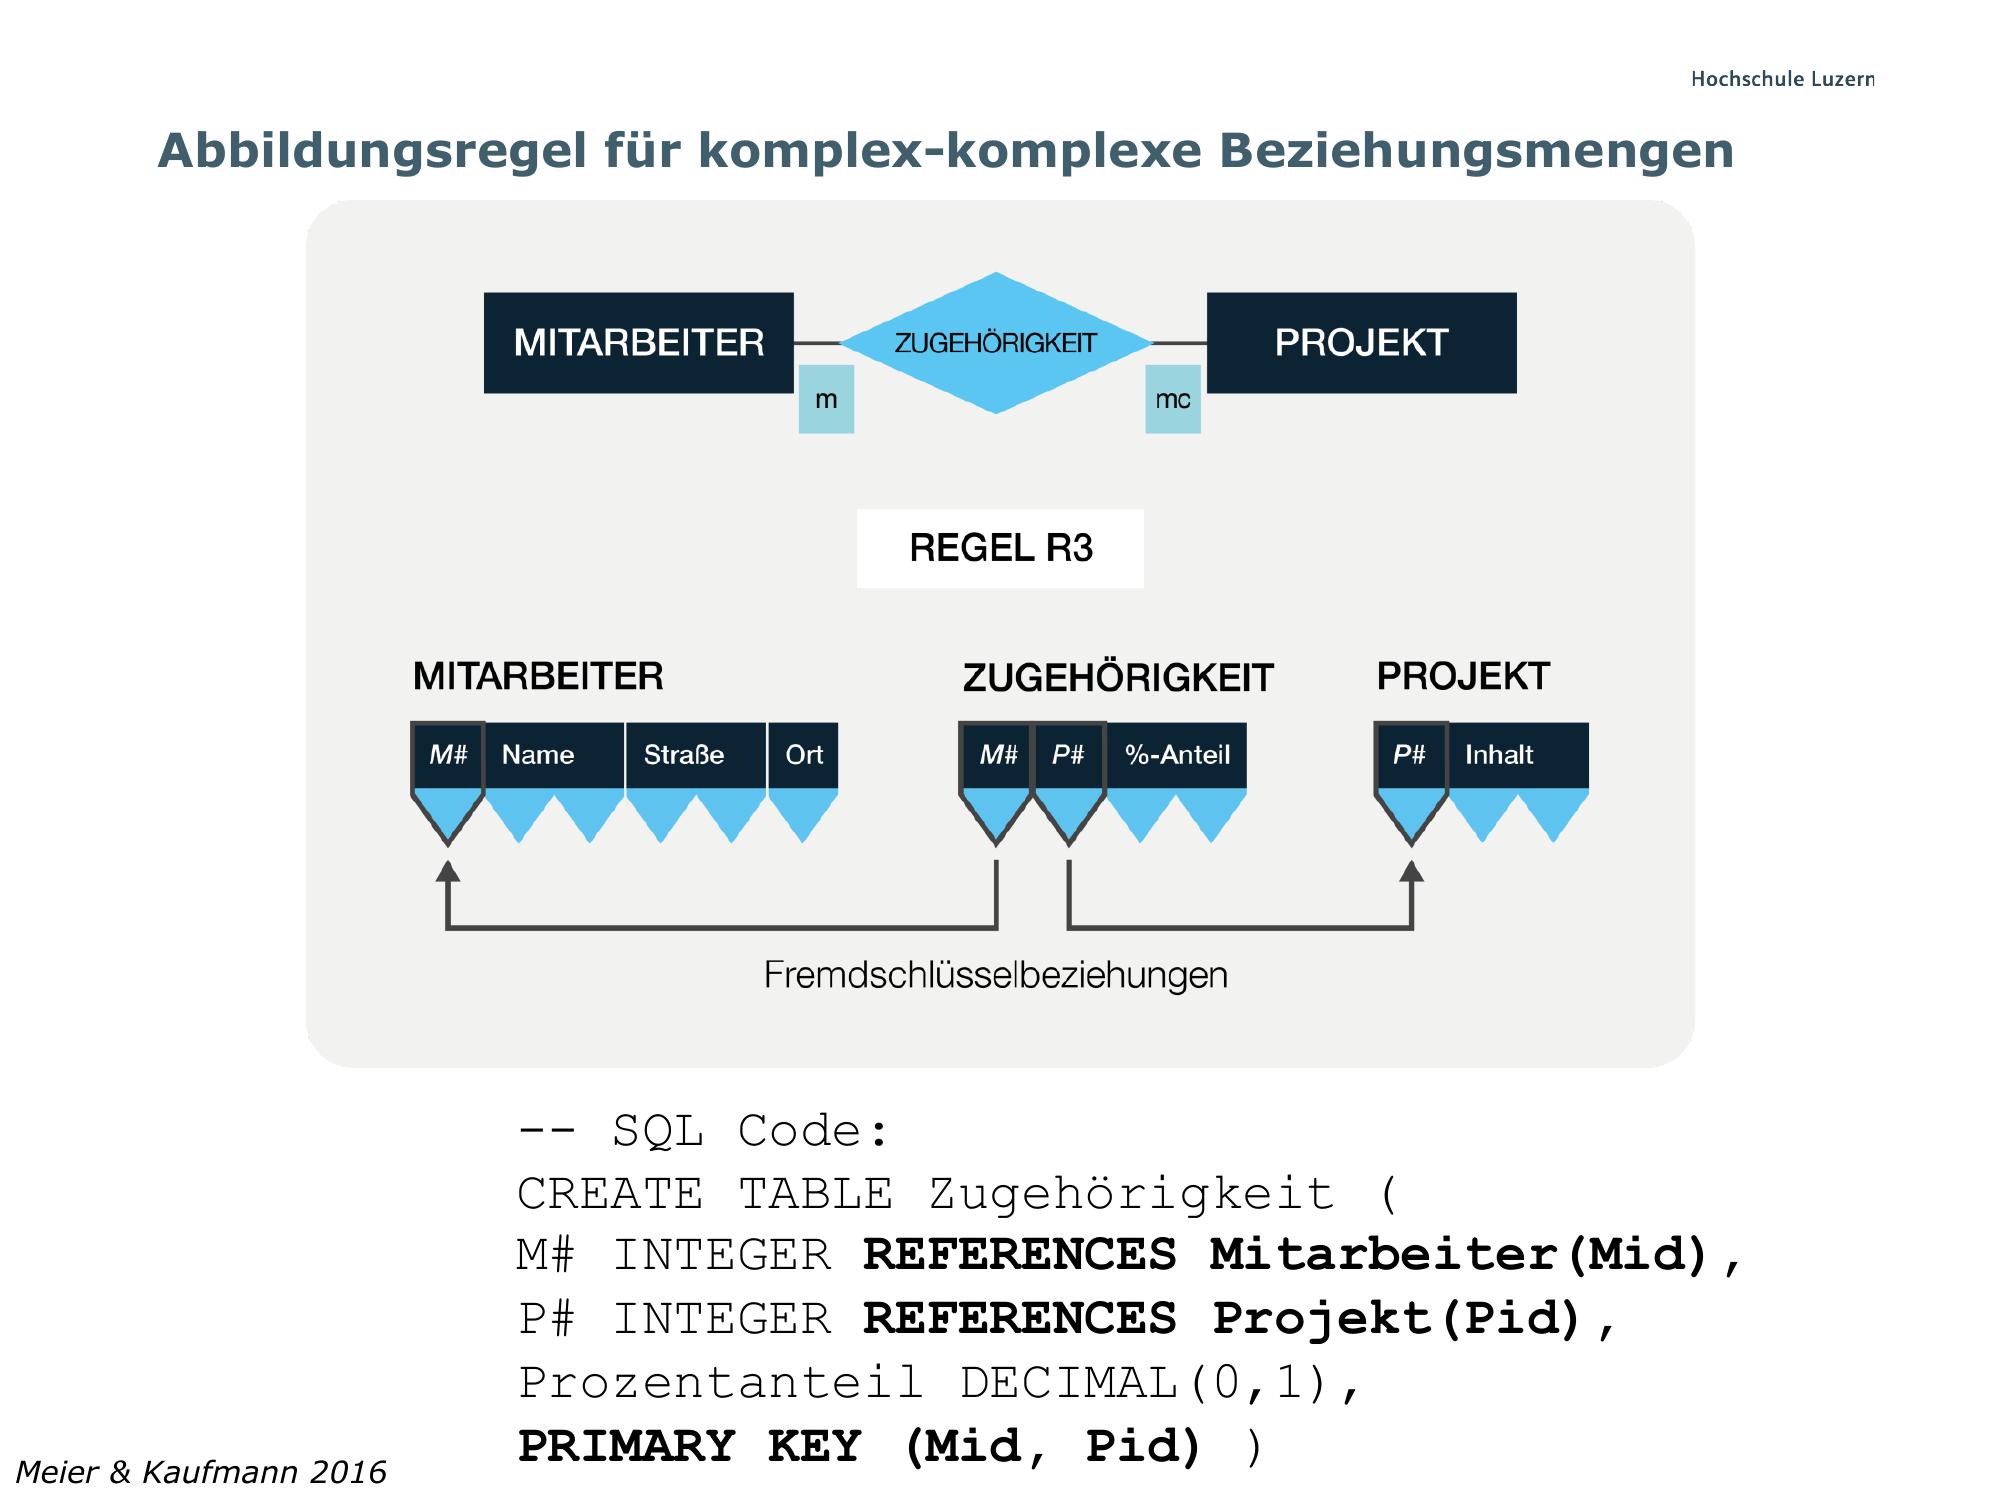 Hochschule Luzern
Abbildungsregel für komplex-komplexe Beziehungsmengen
MITARBEITER
ZUGEHÖRIGKEIT
PROJEKT
m
mc
REGEL R3
MITARBEITER
ZUGEHÖRIGKEIT
PROJEKT
M# Name Straße Ort
M# P# %-Anteil
P# Inhalt
Fremdschlüsselbeziehungen
-- SQL Code:
CREATE TABLE Zugehörigkeit (
M# INTEGER REFERENCES Mitarbeiter(Mid),
P# INTEGER REFERENCES Projekt(Pid),
Prozentanteil DECIMAL(0,1),
PRIMARY KEY (Mid, Pid) )
Meier & Kaufmann 2016